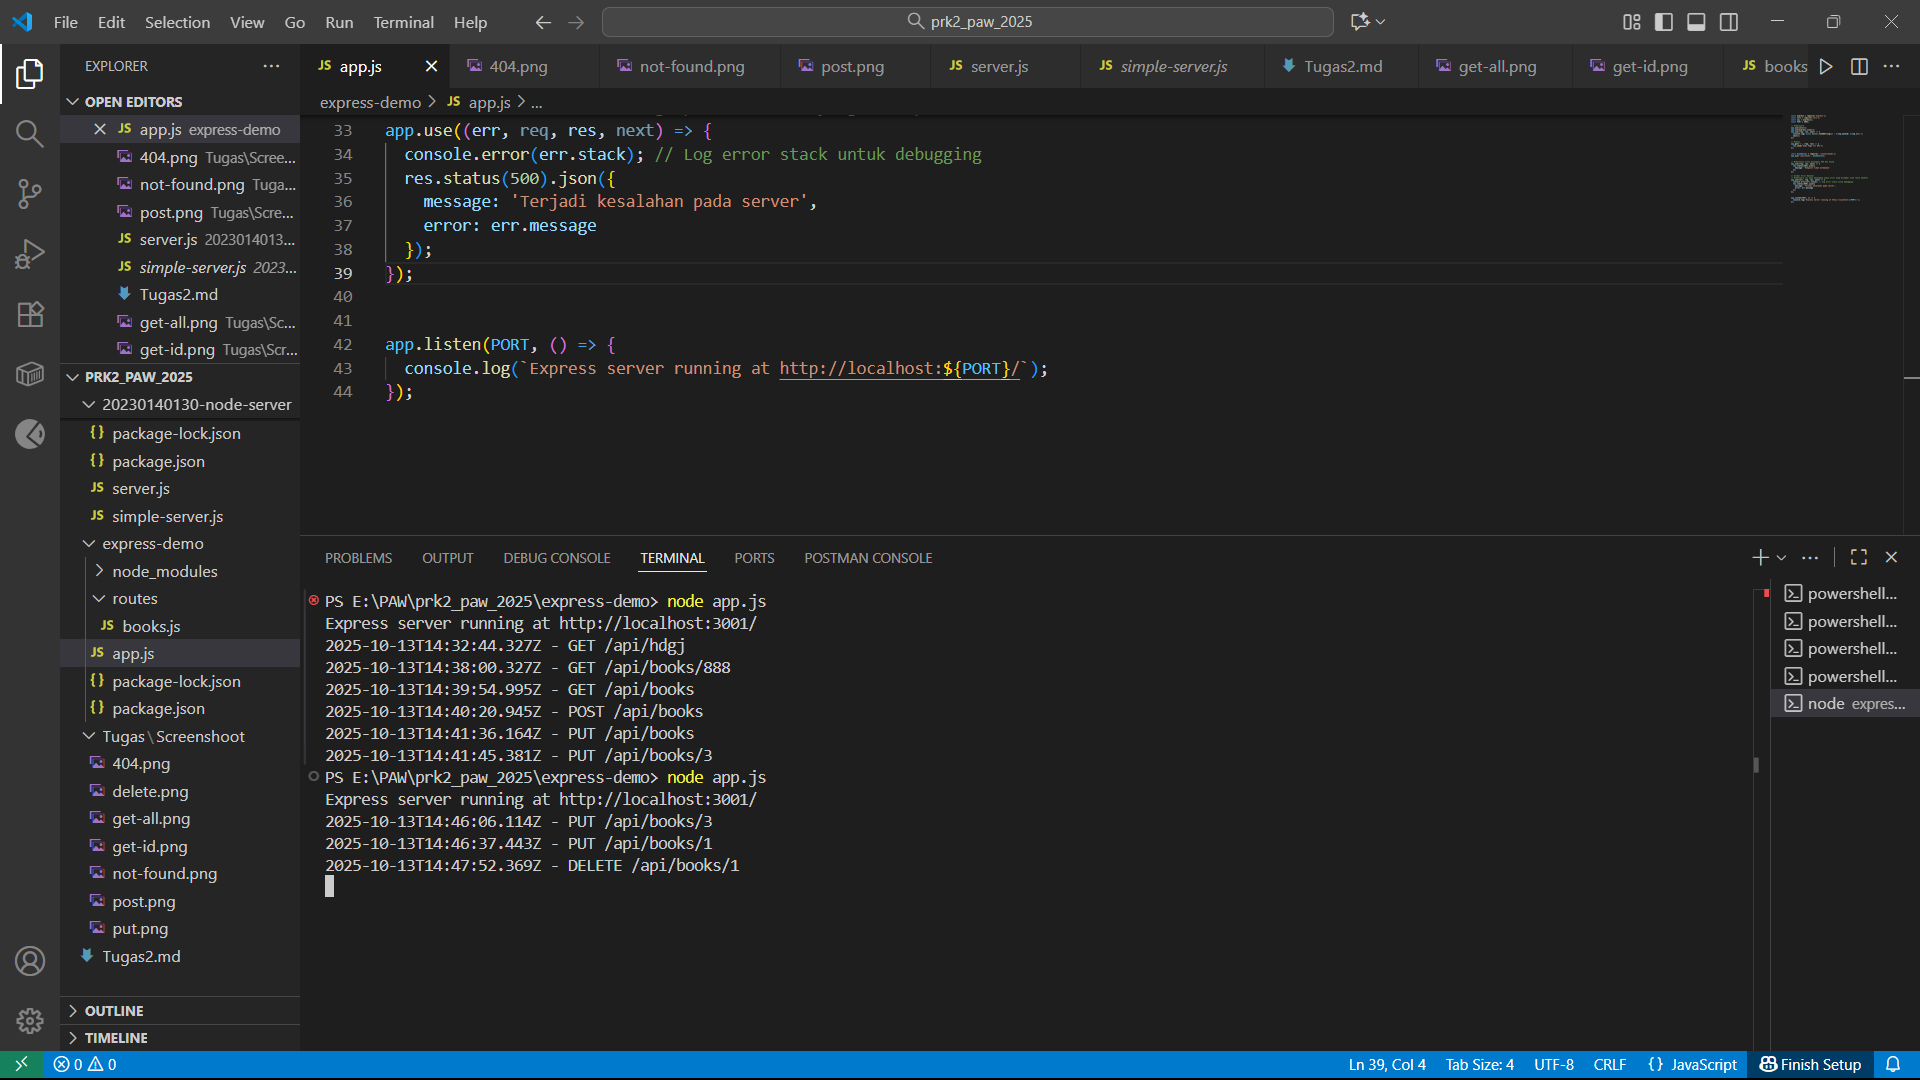 File Edit Selection View Go Run Terminal Help
prk2_paw_2025
EXPLORER
OPEN EDITORS
app.js express-demo
404.png Tugas\Scree...
not-found.png Tuga...
post.png Tugas\Scre...
server.js 202301401 3...
simple-server.js 2023...
Tugas2.md
get-all.png Tugas\Sc...
get-id.png Tugas\Scr...
PRK2_PAW_2025
20230140130-node-server
package-lock.json
package.json
server.js
simple-server.js
express-demo
node_modules
routes
books.js
app.js
package-lock.json
package.json
Tugas\Screenshoot
404.png
delete.png
get-all.png
get-id.png
not-found.png
post.png
put.png
Tugas2.md
OUTLINE
TIMELINE
app.js 404.png not-found.png post.png server.js simple-server.js Tugas2.md get-all.png get-id.png books
express-demo > app.js > ...
33 app.use((err, req, res, next) => {
34 console.error(err.stack); // Log error stack untuk debugging
35 res.status(500).json({
36 message: 'Terjadi kesalahan pada server',
37 error: err.message
38 });
39 });
40
41
42 app.listen(PORT, () => {
43 console.log(`Express server running at http://localhost:${PORT}/`);
44 });
PROBLEMS OUTPUT DEBUG CONSOLE TERMINAL PORTS POSTMAN CONSOLE
PS E:\PAW\prk2_paw_2025\express-demo> node app.js
Express server running at http://localhost:3001/
2025-10-13T14:32:44.327Z - GET /api/hdgj
2025-10-13T14:38:00.327Z - GET /api/books/888
2025-10-13T14:39:54.995Z - GET /api/books
2025-10-13T14:40:20.945Z - POST /api/books
2025-10-13T14:41:36.164Z - PUT /api/books
2025-10-13T14:41:45.381Z - PUT /api/books/3
PS E:\PAW\prk2_paw_2025\express-demo> node app.js
Express server running at http://localhost:3001/
2025-10-13T14:46:06.114Z - PUT /api/books/3
2025-10-13T14:46:37.443Z - PUT /api/books/1
2025-10-13T14:47:52.369Z - DELETE /api/books/1
powershell...
powershell...
powershell...
powershell...
node expres...
0 0
Ln 39, Col 4 Tab Size: 4 UTF-8 CRLF {} JavaScript Finish Setup